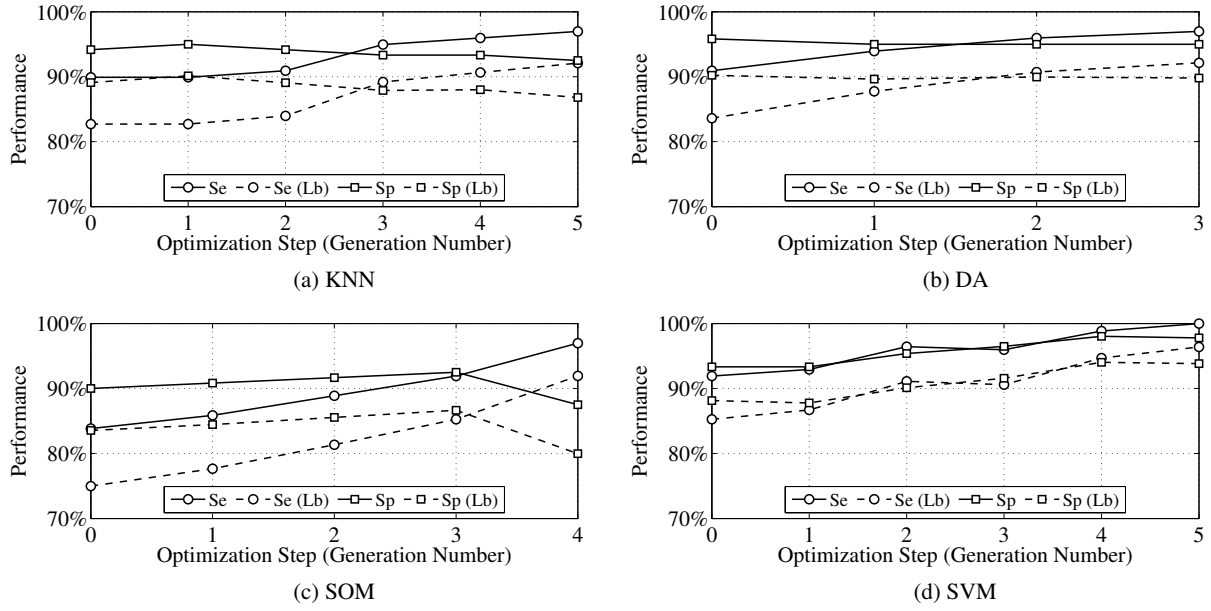 100%
90%
80%
70%
Performance
0 1 2 3 4 5
Se Se (Lb) Sp Sp (Lb)
Optimization Step (Generation Number)
(a) KNN
100%
90%
80%
70%
Performance
0 1 2 3
Se Se (Lb) Sp Sp (Lb)
Optimization Step (Generation Number)
(b) DA
100%
90%
80%
70%
Performance
0 1 2 3 4
Se Se (Lb) Sp Sp (Lb)
Optimization Step (Generation Number)
(c) SOM
100%
90%
80%
70%
Performance
0 1 2 3 4 5
Se Se (Lb) Sp Sp (Lb)
Optimization Step (Generation Number)
(d) SVM